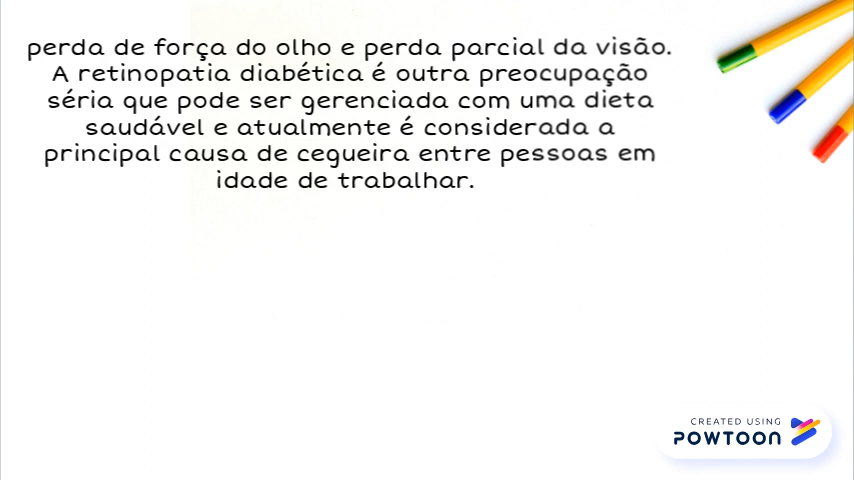 perda de força do olho e perda parcial da visão.
A retinopatia diabética é outra preocupação
séria que pode ser gerenciada com uma dieta
saudável e atualmente é considerada a
principal causa de cegueira entre pessoas em
idade de trabalhar.
CREATED USING
POWTOON